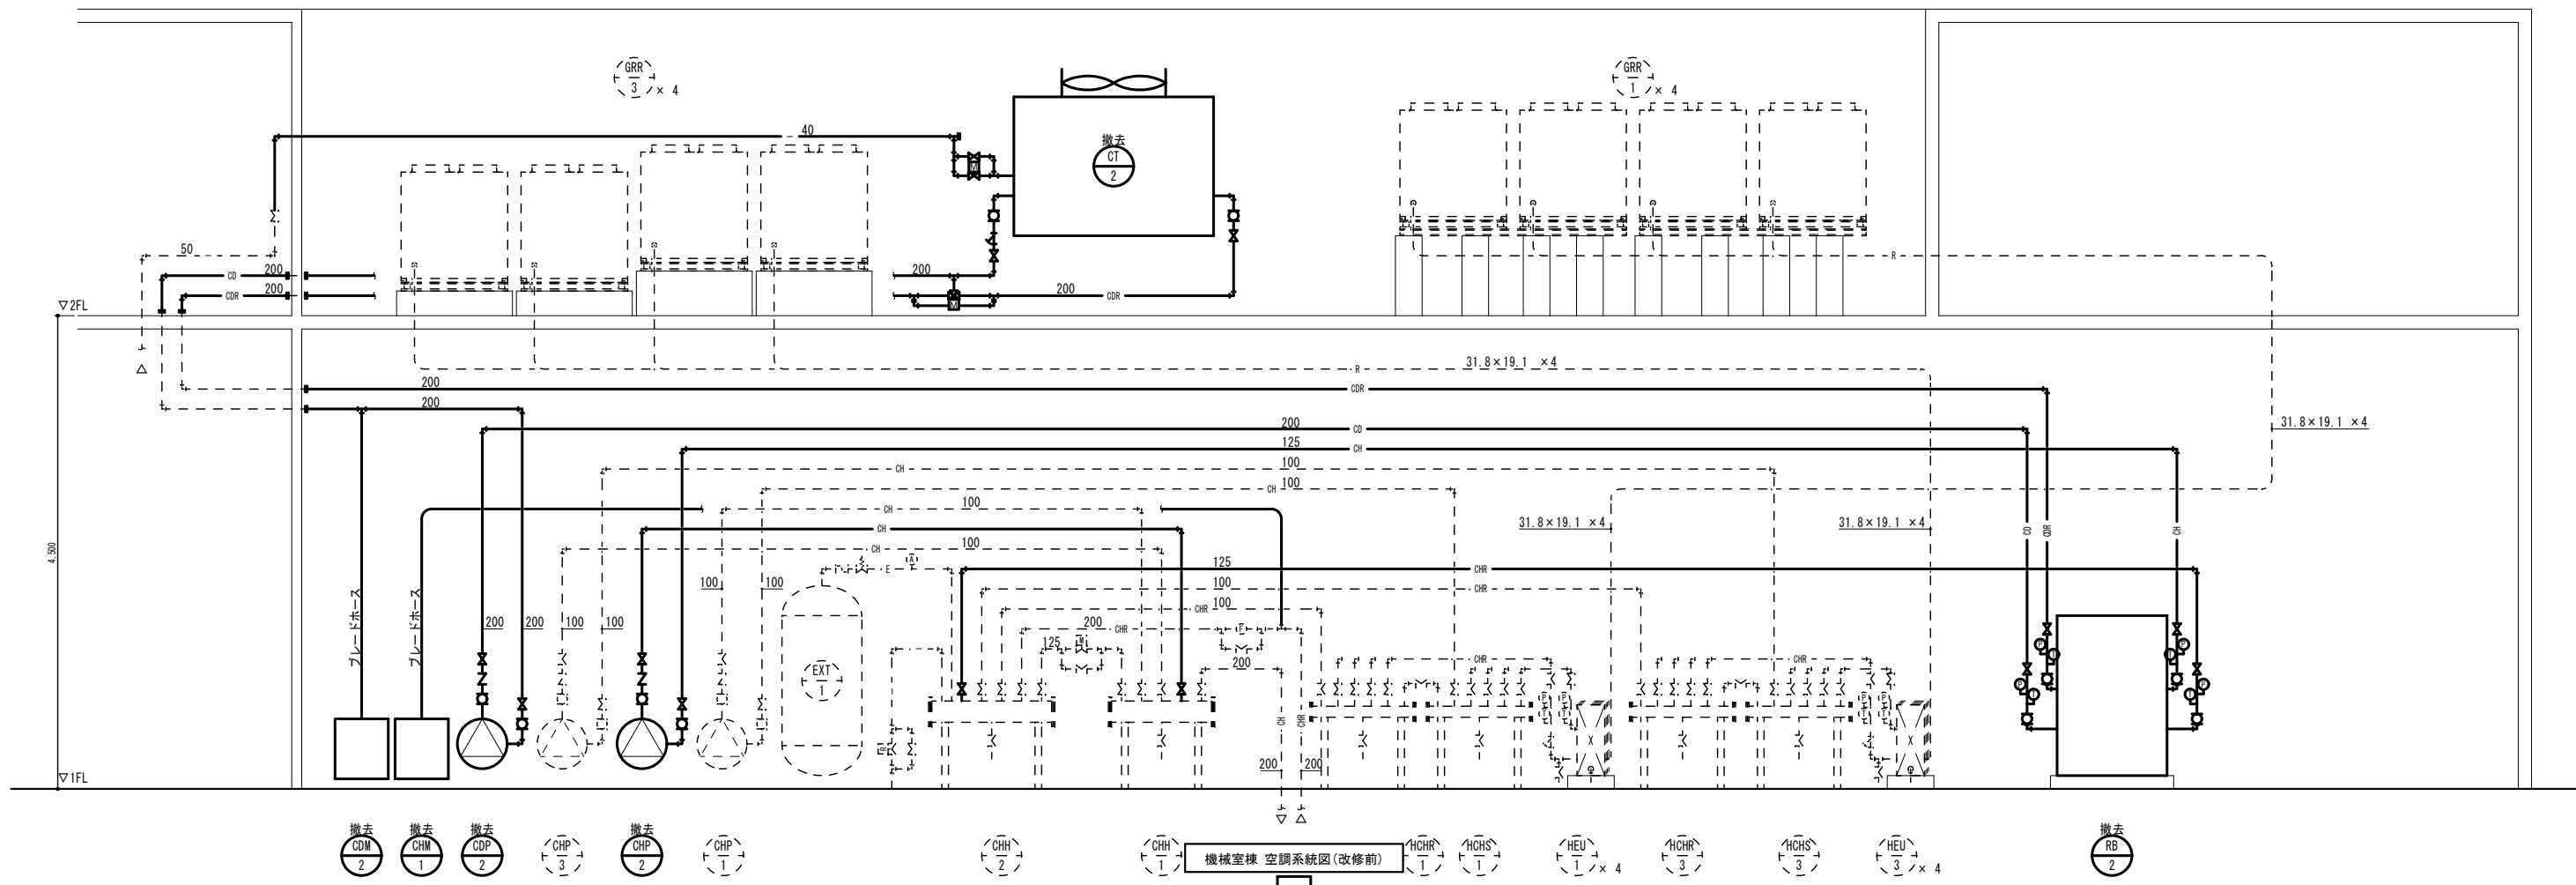 GRR
3 × 4
GRR
1 × 4
40
撤去
CT
2
50
CD 200
CDR 200
200
200 CDR
R
▽2FL
△
R 31.8×19.1 ×4
200 CDR
200
200 CD
31.8×19.1 ×4
125 CH
CH 100
CH 100
CH 100
31.8×19.1 ×4
31.8×19.1 ×4
CH
CD
CDR
CH
4,500
CH 100
A
E
125 CHR
100 100
100 CHR
ブレードホース
ブレードホース
CHR 100
200
200
100
100
200 CHR
F
125 M
200
EXT
1
CHR
CHR
P
T
P
T
P
T
P
T
CH
CHR
200 200
▽1FL
▽ △
撤去
CDM
2
撤去
CHM
1
撤去
CDP
2
CHP
3
撤去
CHP
2
CHP
1
CHH
2
CHH
1
機械室棟 空調系統図(改修前)
HCHR
1
HCHS
1
HEU
1 × 4
HCHR
3
HCHS
3
HEU
3 × 4
撤去
RB
2